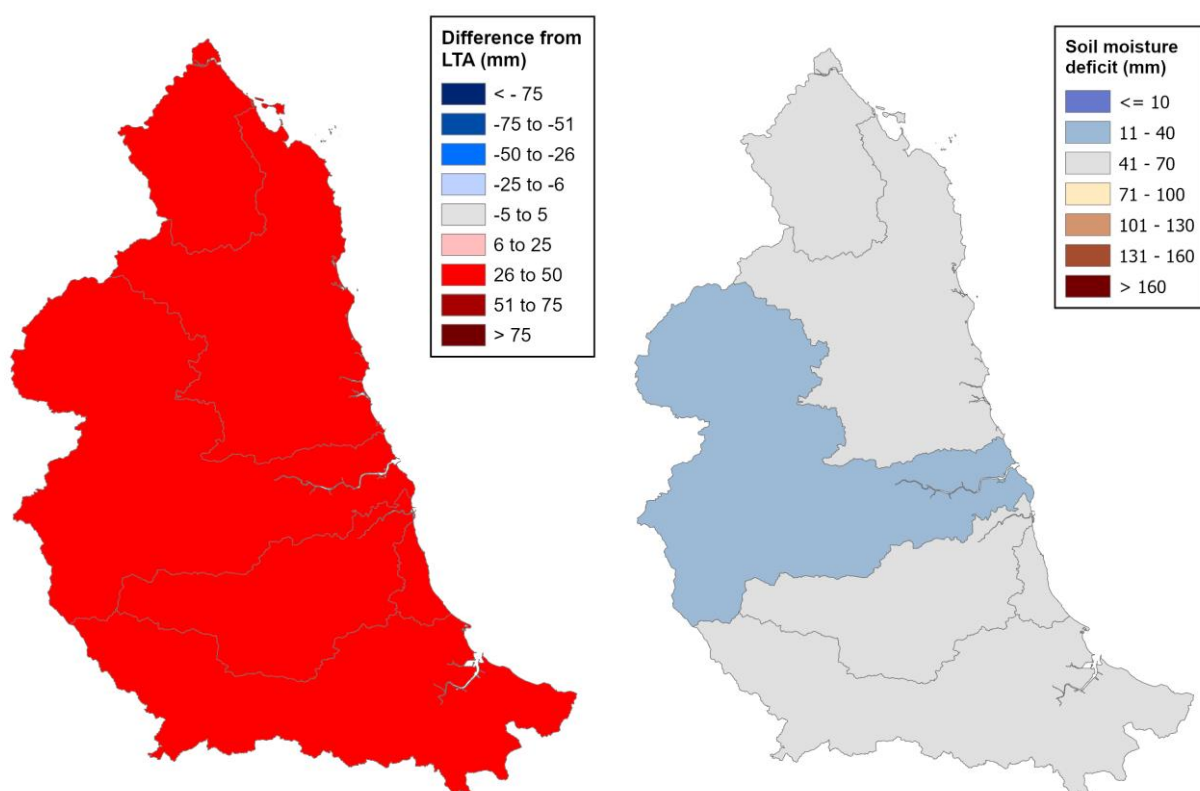 Difference from
LTA (mm)
< - 75
-75 to -51
-50 to -26
-25 to -6
-5 to 5
6 to 25
26 to 50
51 to 75
> 75
Soil moisture
deficit (mm)
<= 10
11 - 40
41 - 70
71 - 100
101 - 130
131 - 160
> 160